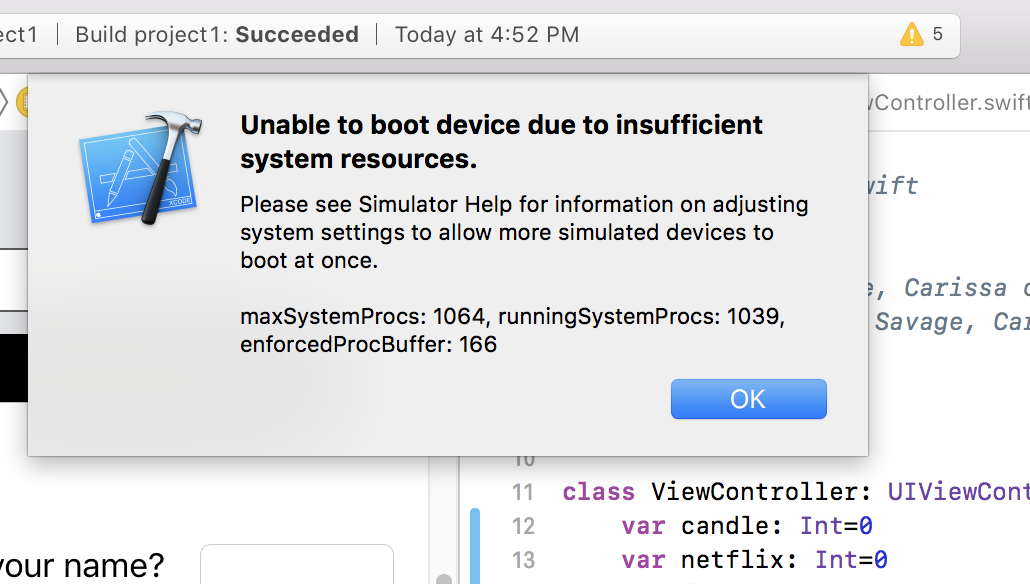 ect1 | Build project1: Succeeded | Today at 4:52 PM 5
wController.swift
Unable to boot device due to insufficient
system resources.
Please see Simulator Help for information on adjusting
system settings to allow more simulated devices to
boot at once.
maxSystemProcs: 1064, runningSystemProcs: 1039,
enforcedProcBuffer: 166
OK
XCODE
wift
e, Carissa
Savage, Car
10
11 class ViewController: UIViewCont
12 var candle: Int=0
13 var netflix: Int=0
your name?